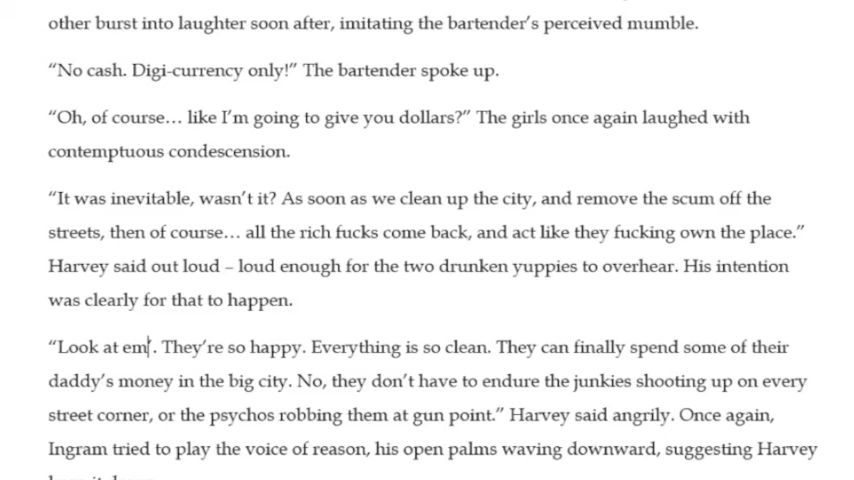 other burst into laughter soon after, imitating the bartender’s perceived mumble.
“No cash. Digi-currency only!” The bartender spoke up.
“Oh, of course… like I’m going to give you dollars?” The girls once again laughed with
contemptuous condescension.
“It was inevitable, wasn’t it? As soon as we clean up the city, and remove the scum off the
streets, then of course… all the rich fucks come back, and act like they fucking own the place.”
Harvey said out loud – loud enough for the two drunken yuppies to overhear. His intention
was clearly for that to happen.
“Look at em’. They’re so happy. Everything is so clean. They can finally spend some of their
daddy’s money in the big city. No, they don’t have to endure the junkies shooting up on every
street corner, or the psychos robbing them at gun point.” Harvey said angrily. Once again,
Ingram tried to play the voice of reason, his open palms waving downward, suggesting Harvey